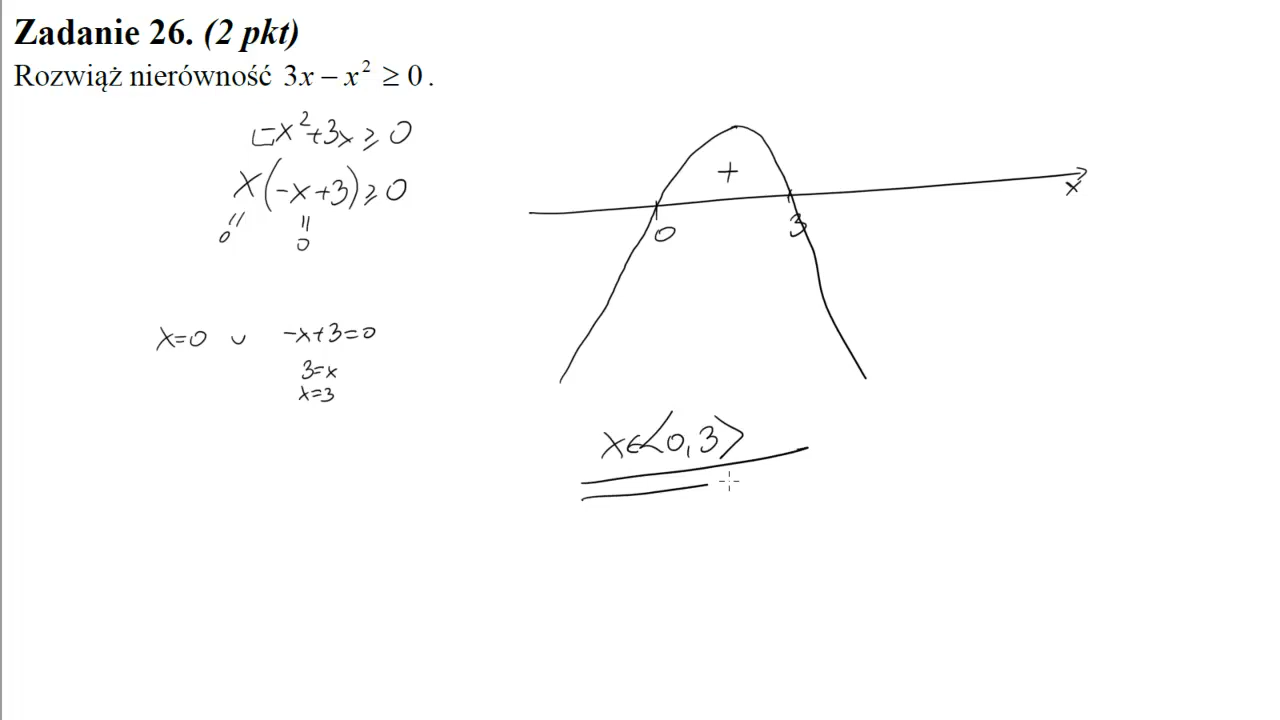 Zadanie 26. (2 pkt)
Rozwiąż nierówność 3x – x² ≥ 0.
-x²+3x ≥ 0
x(-x+3) ≥ 0
= =
0 0
x=0 ∪ -x+3=0
3=x
x=3
+
0 3 x
x∈<0,3>